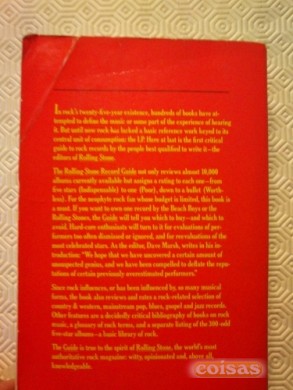 In rock's twenty-five-year-existence, hundreds of books have at-
tempted to define the music or some part of the experience of hearing
it. But until now rock has lacked a basic reference work keyed to its
central unit of consumption: the LP. Here at last is the first critical
guide to rock records by the people best qualified to write it—the
editors of Rolling Stone.
The Rolling Stone Record Guide not only reviews almost 10,000
albums currently available but assigns a rating to each one—from
five stars (Indispensable) to one (Poor), down to a bullet (Worth-
less). For the neophyte rock fan whose budget is limited, this book is
a must. If you want to own one record by the Beach Boys or the
Rolling Stones, the Guide will tell you which to buy—and which to
avoid. Hard-core enthusiasts will turn to it for evaluations of per-
formers too often dismissed or ignored, and for reevaluations of the
most celebrated stars. As the editor, Dave Marsh, writes in his in-
troduction: "We hope that we have uncovered a certain amount of
unsuspected genius, and we have been compelled to deflate the repu-
tations of certain previously overestimated performers."
Since rock influences, or has been influenced by, so many musical
forms, the book also reviews and rates a rock-related selection of
country & western, mainstream pop, blues, gospel and jazz records.
Other features are a decidedly critical bibliography of books on rock
music, a glossary of rock terms, and a separate listing of the 200-odd
five-star albums—a basic library of rock.
The Guide is true to the spirit of Rolling Stone, the world's most
authoritative rock magazine: witty, opinionated and, above all,
knowledgeable.
coisas